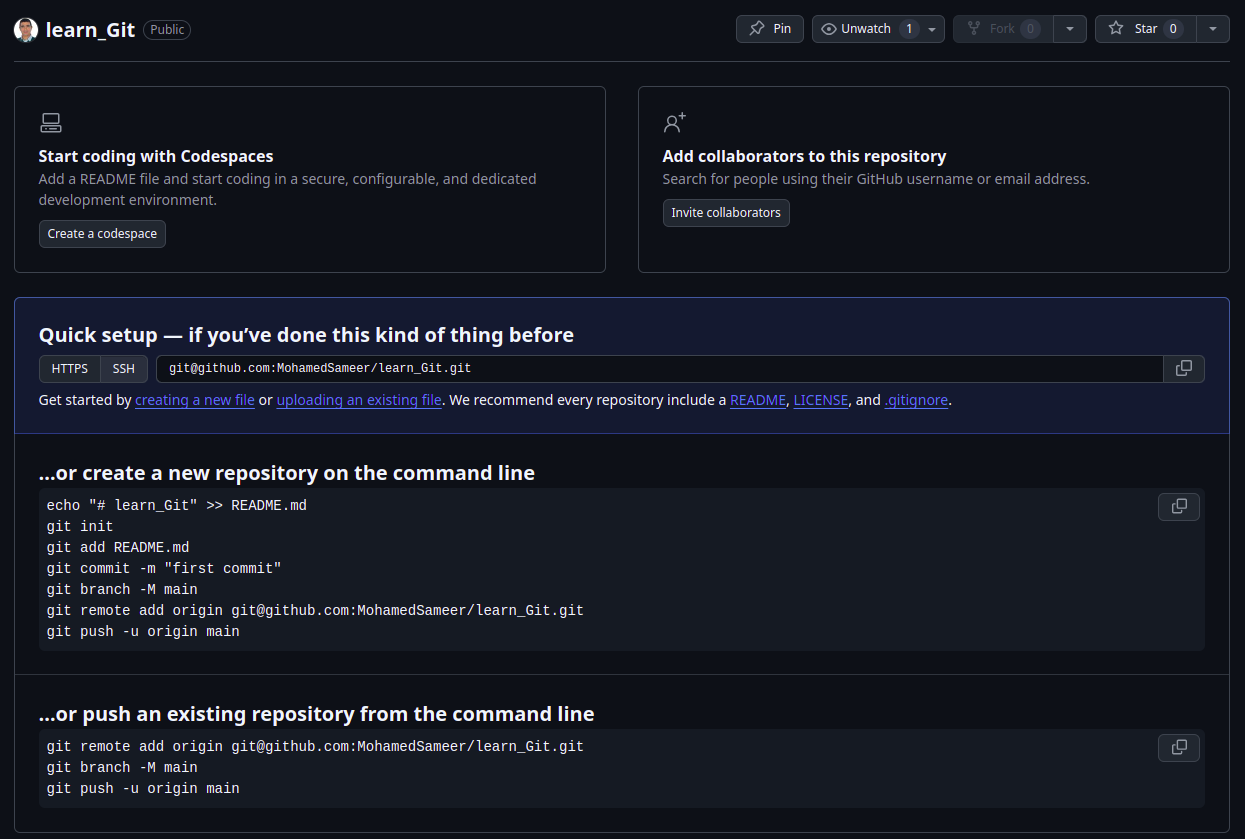 learn_Git Public Pin Unwatch 1 Fork 0 Star 0
Start coding with Codespaces
Add a README file and start coding in a secure, configurable, and dedicated
development environment.
Create a codespace
Add collaborators to this repository
Search for people using their GitHub username or email address.
Invite collaborators
Quick setup — if you’ve done this kind of thing before
HTTPS SSH git@github.com:MohamedSameer/learn_Git.git
Get started by creating a new file or uploading an existing file. We recommend every repository include a README, LICENSE, and .gitignore.
…or create a new repository on the command line
echo "# learn_Git" >> README.md
git init
git add README.md
git commit -m "first commit"
git branch -M main
git remote add origin git@github.com:MohamedSameer/learn_Git.git
git push -u origin main
…or push an existing repository from the command line
git remote add origin git@github.com:MohamedSameer/learn_Git.git
git branch -M main
git push -u origin main